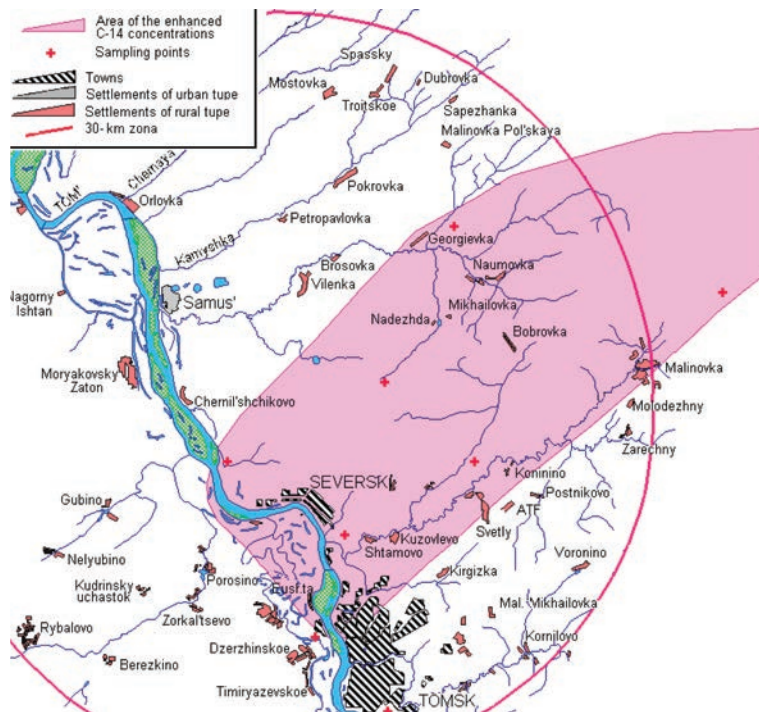 Area of the enhanced
C-14 concentrations
Sampling points
Towns
Settlements of urban tupe
Settlements of rural tupe
30-km zona
Spassky
Dubrovka
Mostovka
Troitskoe
Sapezhanka
Malinovka Pol'skaya
Chernaya
TOM'
Orlovka
Pokrovka
Petropavlovka
Kamyshka
Georgievka
Brosovka
Naumovka
Vilenka
Nagorny
Ishtan
Samus'
Mikhailovka
Nadezhda
Bobrovka
Moryakovsky
Zaton
Malinovka
Chernil'shchikovo
Molodezhny
Zarechny
Koninino
SEVERSK
Postnikovo
Gubino
ATF
Svetly
Kuzovlevo
Shtamovo
Nelyubino
Voronino
Kirgizka
Porosino
Kudrinsky
uchastok
Eusf.ta
Mal. Mikhailovka
Zorkal'tsevo
Rybalovo
Kornjlovo
Dzerzhinskoe
Berezkino
Timiryazevskoe
TOMSK